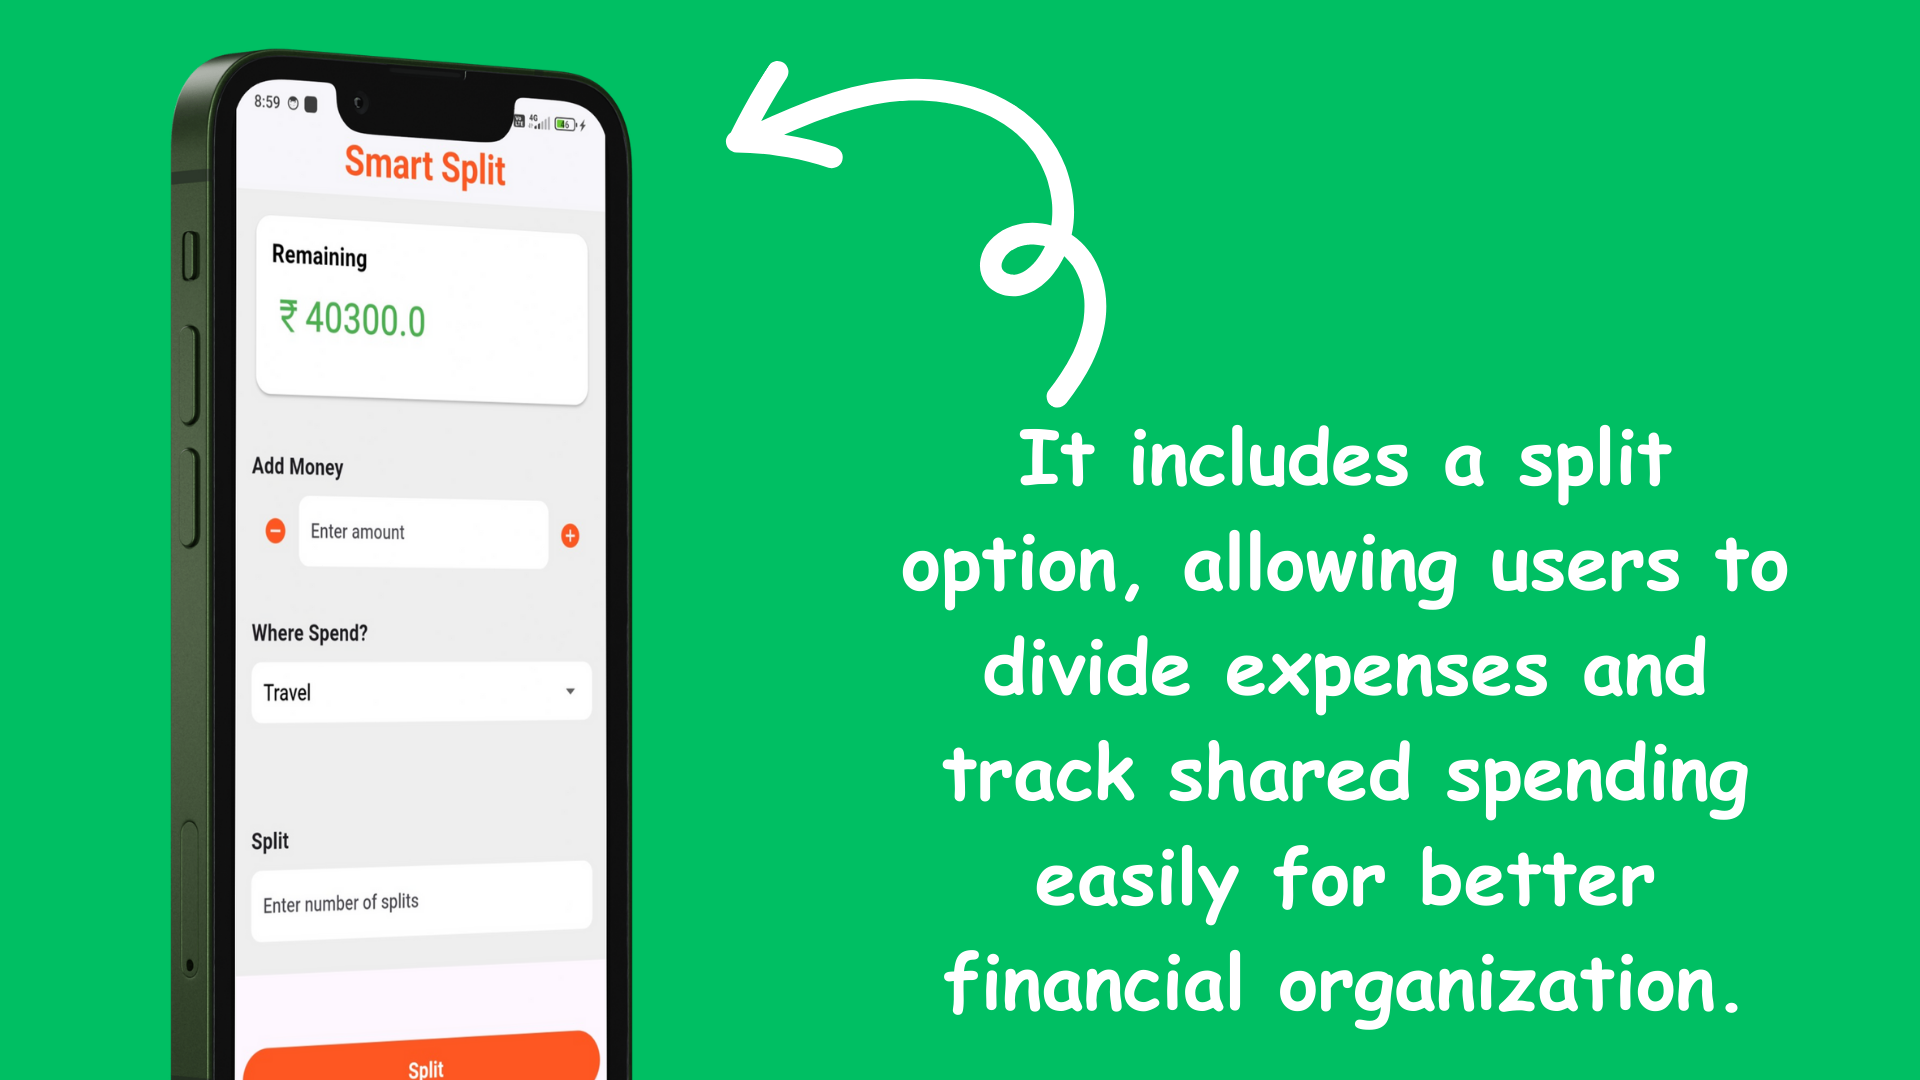 8:59
4G
46
Smart Split
Remaining
₹ 40300.0
Add Money
Enter amount
Where Spend?
Travel
Split
Enter number of splits
Split
It includes a split
option, allowing users to
divide expenses and
track shared spending
easily for better
financial organization.